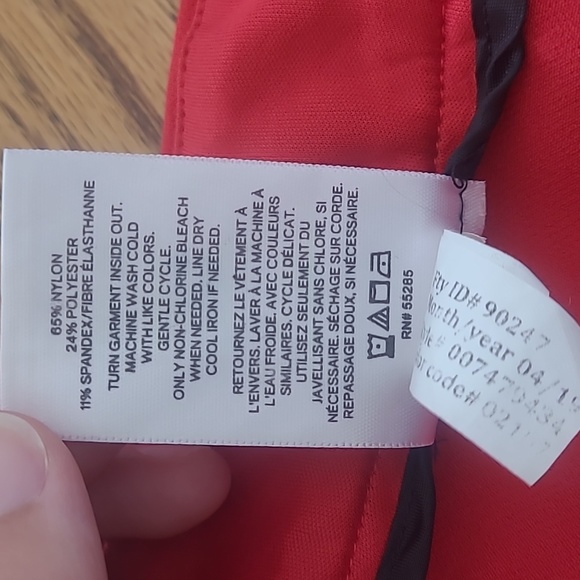 65% NYLON
24% POLYESTER
11% SPANDEX/FIBRE ÉLASTHANNE
TURN GARMENT INSIDE OUT.
MACHINE WASH COLD
WITH LIKE COLORS.
GENTLE CYCLE.
ONLY NON-CHLORINE BLEACH
WHEN NEEDED. LINE DRY
COOL IRON IF NEEDED.
RETOURNEZ LE VÊTEMENT À
L'ENVERS. LAVER À LA MACHINE À
L'EAU FROIDE. AVEC COULEURS
SIMILAIRES, CYCLE DÉLICAT.
UTILISEZ SEULEMENT DU
JAVELLISANT SANS CHLORE, SI
NÉCESSAIRE. SÉCHAGE SUR CORDE.
REPASSAGE DOUX, SI NÉCESSAIRE.
RN# 55285
Fty ID# 90247
Month/year 04/1
007470434
code#